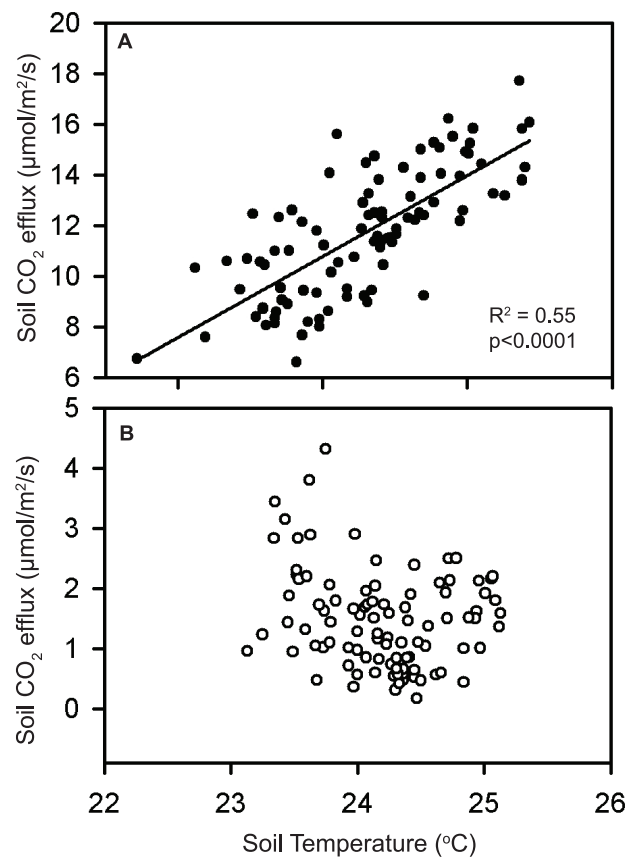 20
A
18
16
14
12
10
8
6
Soil CO₂ efflux (µmol/m²/s)
R² = 0.55
p<0.0001
5
B
4
3
2
1
0
Soil CO₂ efflux (µmol/m²/s)
22 23 24 25 26
Soil Temperature (°C)